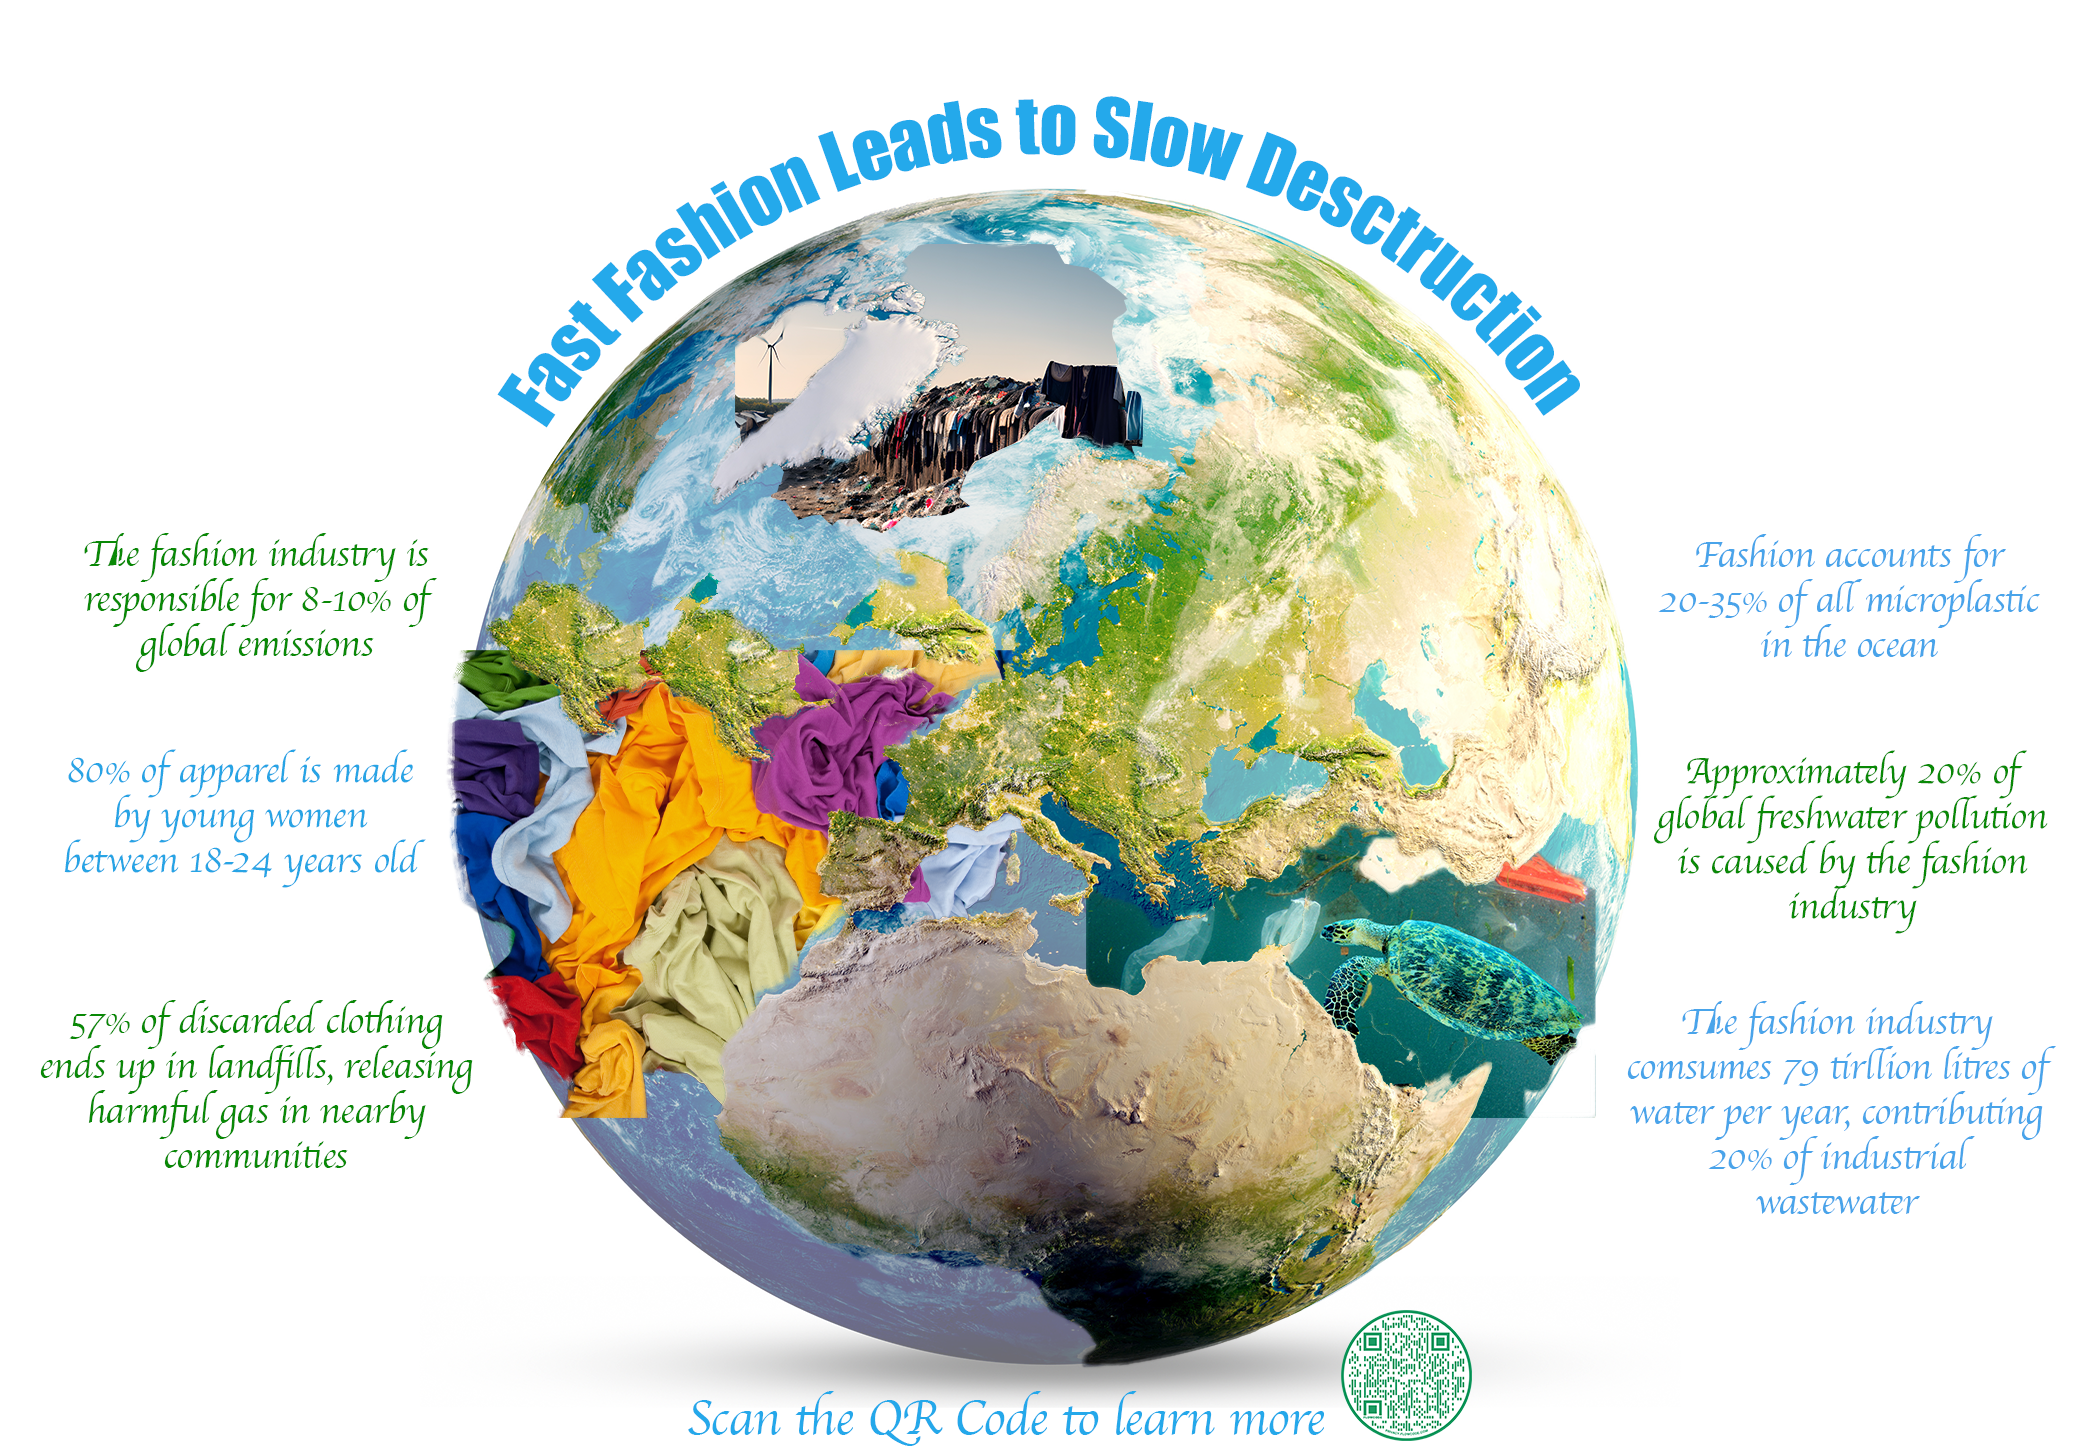 Fast Fashion Leads to Slow Desctruction
The fashion industry is
responsible for 8-10% of
global emissions
80% of apparel is made
by young women
between 18-24 years old
57% of discarded clothing
ends up in landfills, releasing
harmful gas in nearby
communities
Fashion accounts for
20-35% of all microplastic
in the ocean
Approximately 20% of
global freshwater pollution
is caused by the fashion
industry
The fashion industry
comsumes 79 tirllion litres of
water per year, contributing
20% of industrial
wastewater
Scan the QR Code to learn more